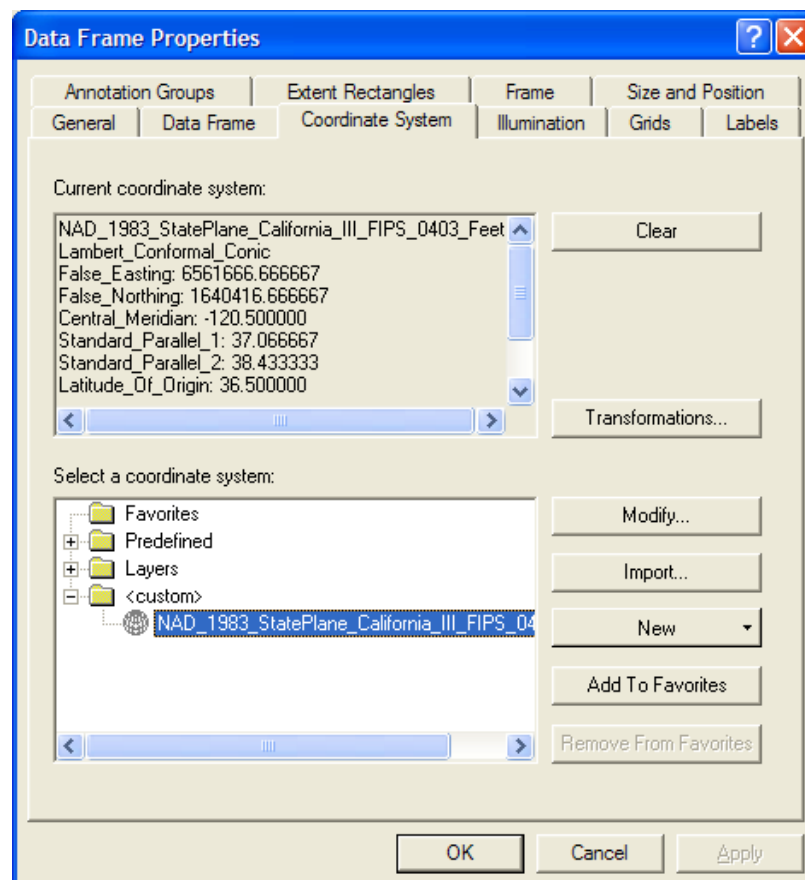 Data Frame Properties
?
Annotation Groups Extent Rectangles Frame Size and Position
General Data Frame Coordinate System Illumination Grids Labels
Current coordinate system:
NAD_1983_StatePlane_California_III_FIPS_0403_Feet
Lambert_Conformal_Conic
False_Easting: 6561666.666667
False_Northing: 1640416.666667
Central_Meridian: -120.500000
Standard_Parallel_1: 37.066667
Standard_Parallel_2: 38.433333
Latitude_Of_Origin: 36.500000
Clear
Transformations...
Select a coordinate system:
Favorites
Predefined
Layers
<custom>
NAD_1983_StatePlane_California_III_FIPS_04
Modify...
Import...
New
Add To Favorites
Remove From Favorites
OK Cancel Apply